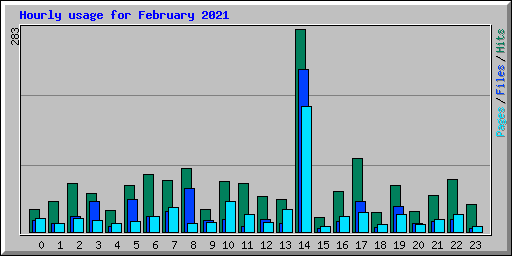 Hourly usage for February 2021
283
Pages / Files / Hits
0 1 2 3 4 5 6 7 8 9 10 11 12 13 14 15 16 17 18 19 20 21 22 23